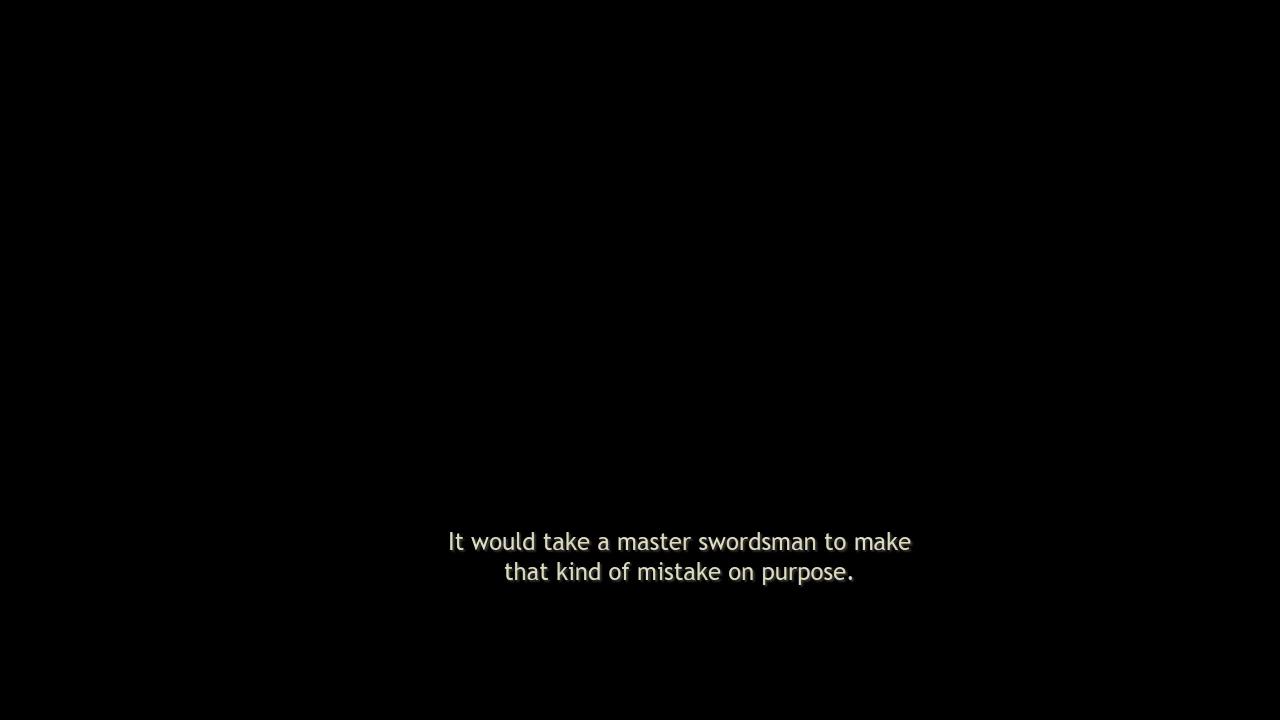 It would take a master swordsman to make
that kind of mistake on purpose.